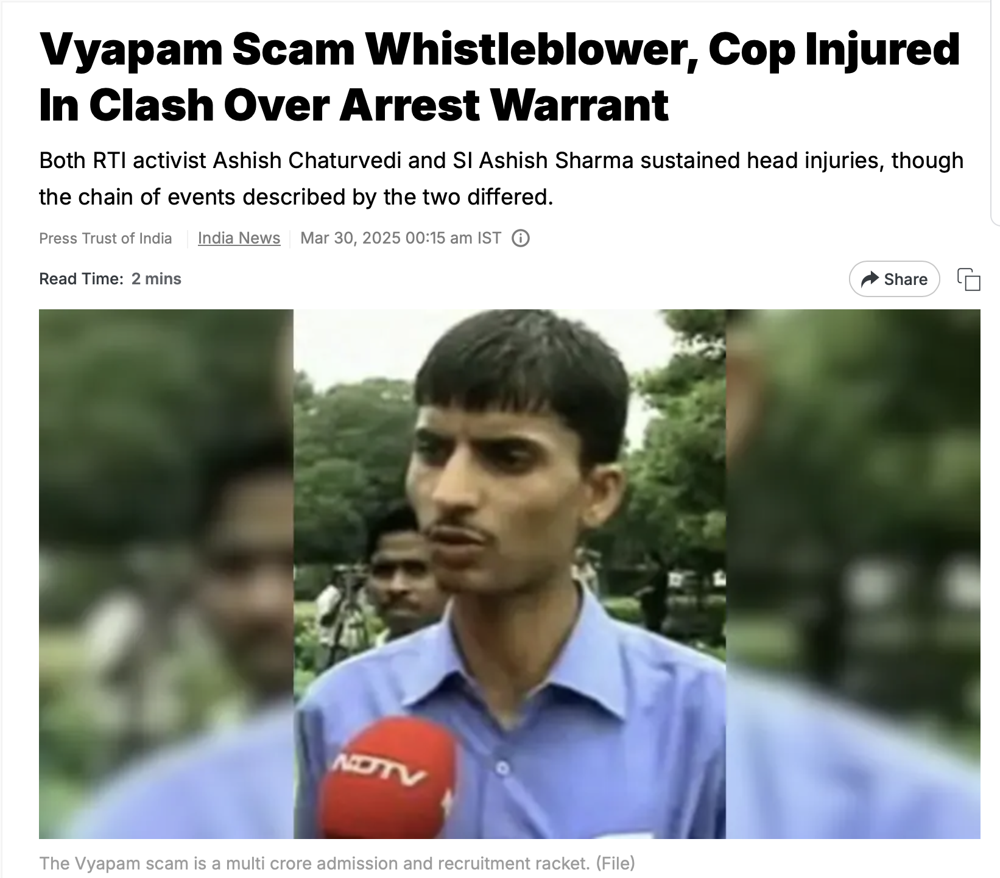 Vyapam Scam Whistleblower, Cop Injured
In Clash Over Arrest Warrant
Both RTI activist Ashish Chaturvedi and SI Ashish Sharma sustained head injuries, though
the chain of events described by the two differed.
Press Trust of India India News Mar 30, 2025 00:15 am IST
Read Time: 2 mins
Share
NDTV
The Vyapam scam is a multi crore admission and recruitment racket. (File)